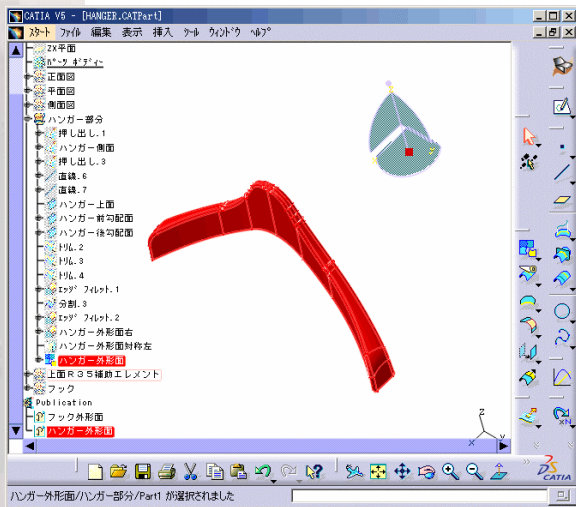 CATIA V5 - [HANGER.CATPart]
スタート ファイル 編集 表示 挿入 ツール ウィンドウ ヘルプ
ZX平面
パーツ ボディー
正面図
平面図
側面図
ハンガー部分
押し出し.1
ハンガー側面
押し出し.3
直線.6
直線.7
ハンガー上面
ハンガー前勾配面
ハンガー後勾配面
トリム.2
トリム.3
トリム.4
エッジ フィレット.1
分割.3
エッジ フィレット.2
ハンガー外形面右
ハンガー外形面対称左
ハンガー外形面
上面R35補助エレメント
フック
Publication
フック外形面
ハンガー外形面
z
x
y
CATIA
ハンガー外形面/ハンガー部分/Part1 が選択されました